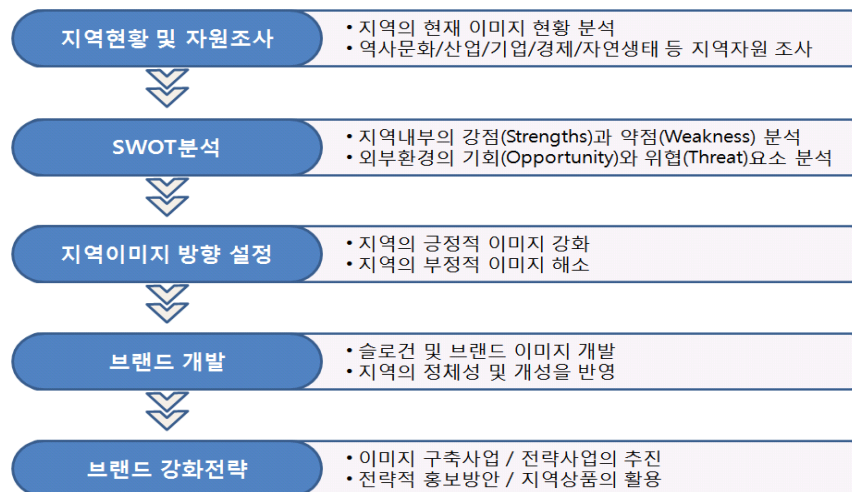 지역현황 및 자원조사
• 지역의 현재 이미지 현황 분석
• 역사문화/산업/기업/경제/자연생태 등 지역자원 조사
SWOT분석
• 지역내부의 강점(Strengths)과 약점(Weakness) 분석
• 외부환경의 기회(Opportunity)와 위협(Threat)요소 분석
지역이미지 방향 설정
• 지역의 긍정적 이미지 강화
• 지역의 부정적 이미지 해소
브랜드 개발
• 슬로건 및 브랜드 이미지 개발
• 지역의 정체성 및 개성을 반영
브랜드 강화전략
• 이미지 구축사업 / 전략사업의 추진
• 전략적 홍보방안 / 지역상품의 활용